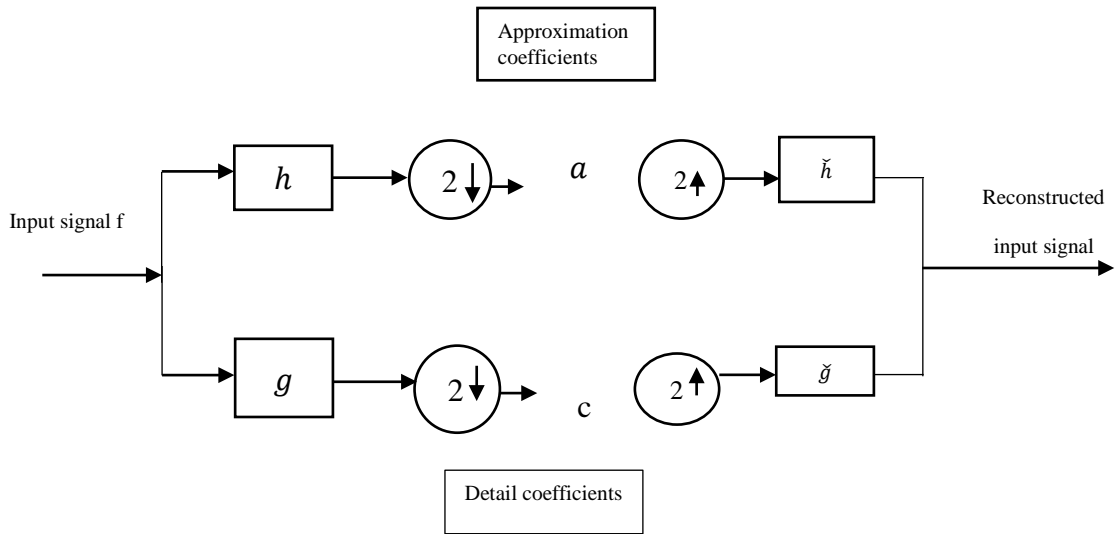 Approximation
coefficients
h
2
a
2
ȟ
Input signal f
Reconstructed
input signal
g
2
c
2
ǧ
Detail coefficients